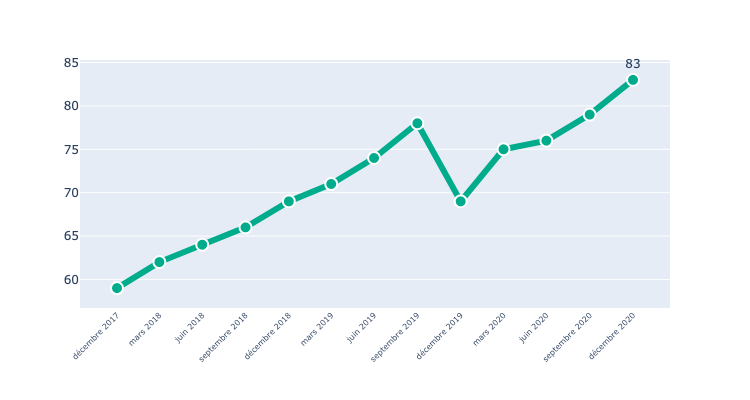 83
85
80
75
70
65
60
décembre 2017
mars 2018
juin 2018
septembre 2018
décembre 2018
mars 2019
juin 2019
septembre 2019
décembre 2019
mars 2020
juin 2020
septembre 2020
décembre 2020